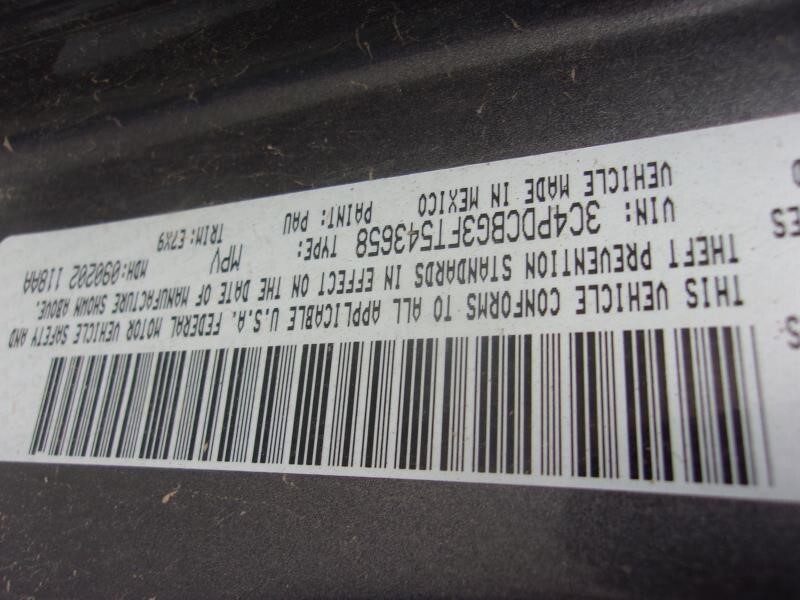 THIS VEHICLE CONFORMS TO ALL APPLICABLE U.S.A. FEDERAL MOTOR VEHICLE SAFETY AND
THEFT PREVENTION STANDARDS IN EFFECT ON THE DATE OF MANUFACTURE SHOWN ABOVE.
VIN: 3C4PDCBG3FT543658 TYPE: MPV MDH: 090202 118AA
VEHICLE MADE IN MEXICO PAINT: PAU TRIM: E7X9